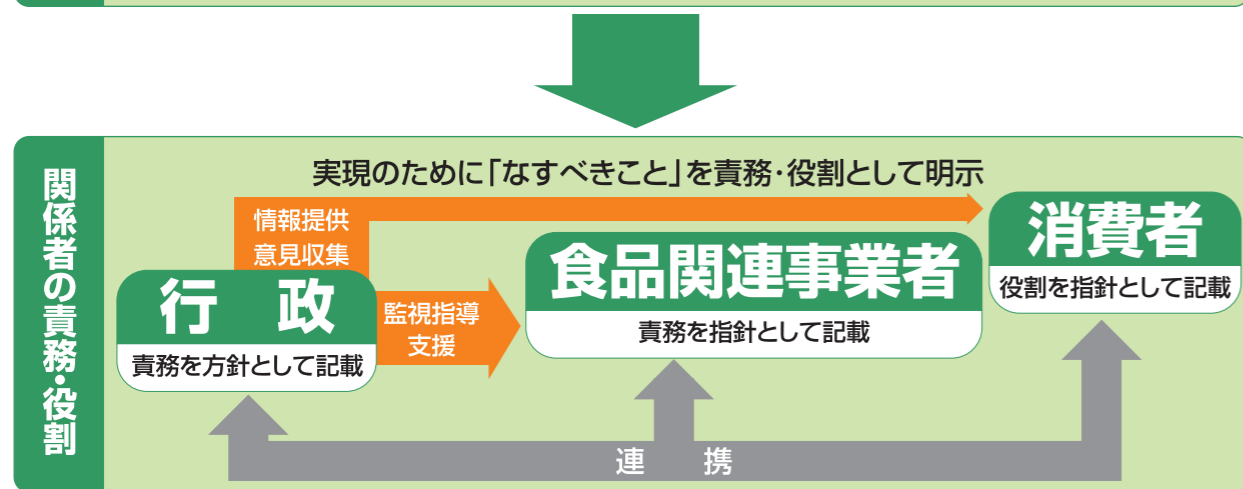 関係者の責務・役割
実現のために「なすべきこと」を責務・役割として明示
情報提供
意見収集
行 政
責務を方針として記載
監視指導
支援
食品関連事業者
責務を指針として記載
消費者
役割を指針として記載
連 携